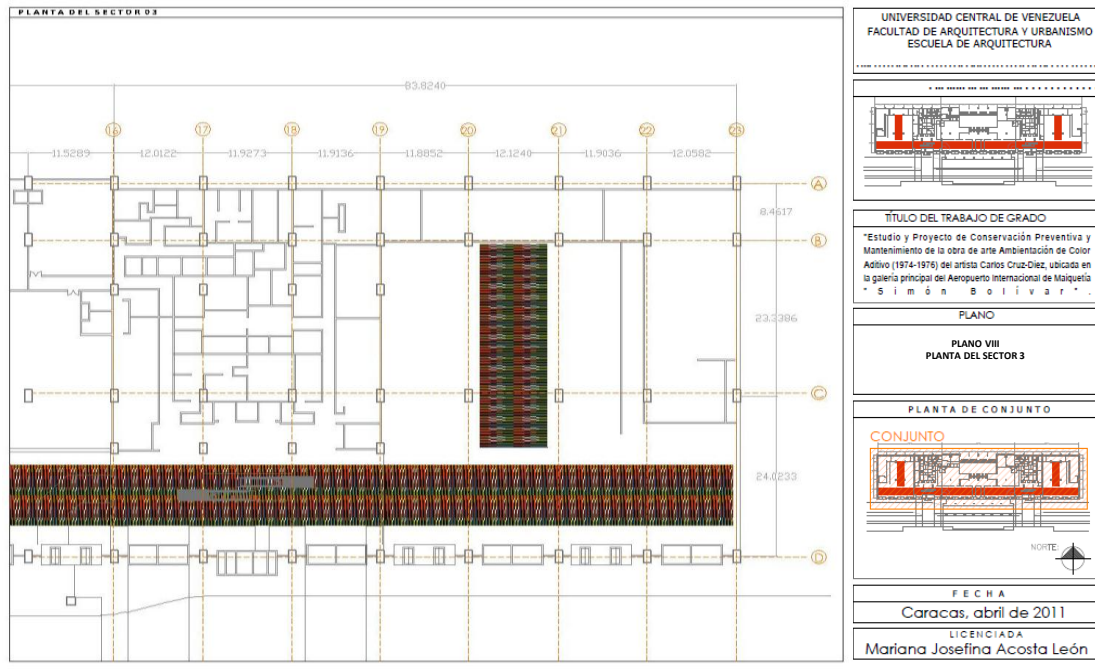 PLANTA DEL SECTOR 03
83.8240
16 17 18 19 20 21 22 23
11.5289 12.0122 11.9273 11.9136 11.8852 12.1240 11.9036 12.0582
A
8.4617
B
23.3386
C
24.0233
D
UNIVERSIDAD CENTRAL DE VENEZUELA
FACULTAD DE ARQUITECTURA Y URBANISMO
ESCUELA DE ARQUITECTURA
TÍTULO DEL TRABAJO DE GRADO
"Estudio y Proyecto de Conservación Preventiva y
Mantenimiento de la obra de arte Ambientación de Color
Aditivo (1974-1976) del artista Carlos Cruz-Diez, ubicada en
la galería principal del Aeropuerto Internacional de Maiquetía
" S i m ó n B o l í v a r " .
PLANO
PLANO VIII
PLANTA DEL SECTOR 3
PLANTA DE CONJUNTO
CONJUNTO
NORTE:
FECHA
Caracas, abril de 2011
LICENCIADA
Mariana Josefina Acosta León